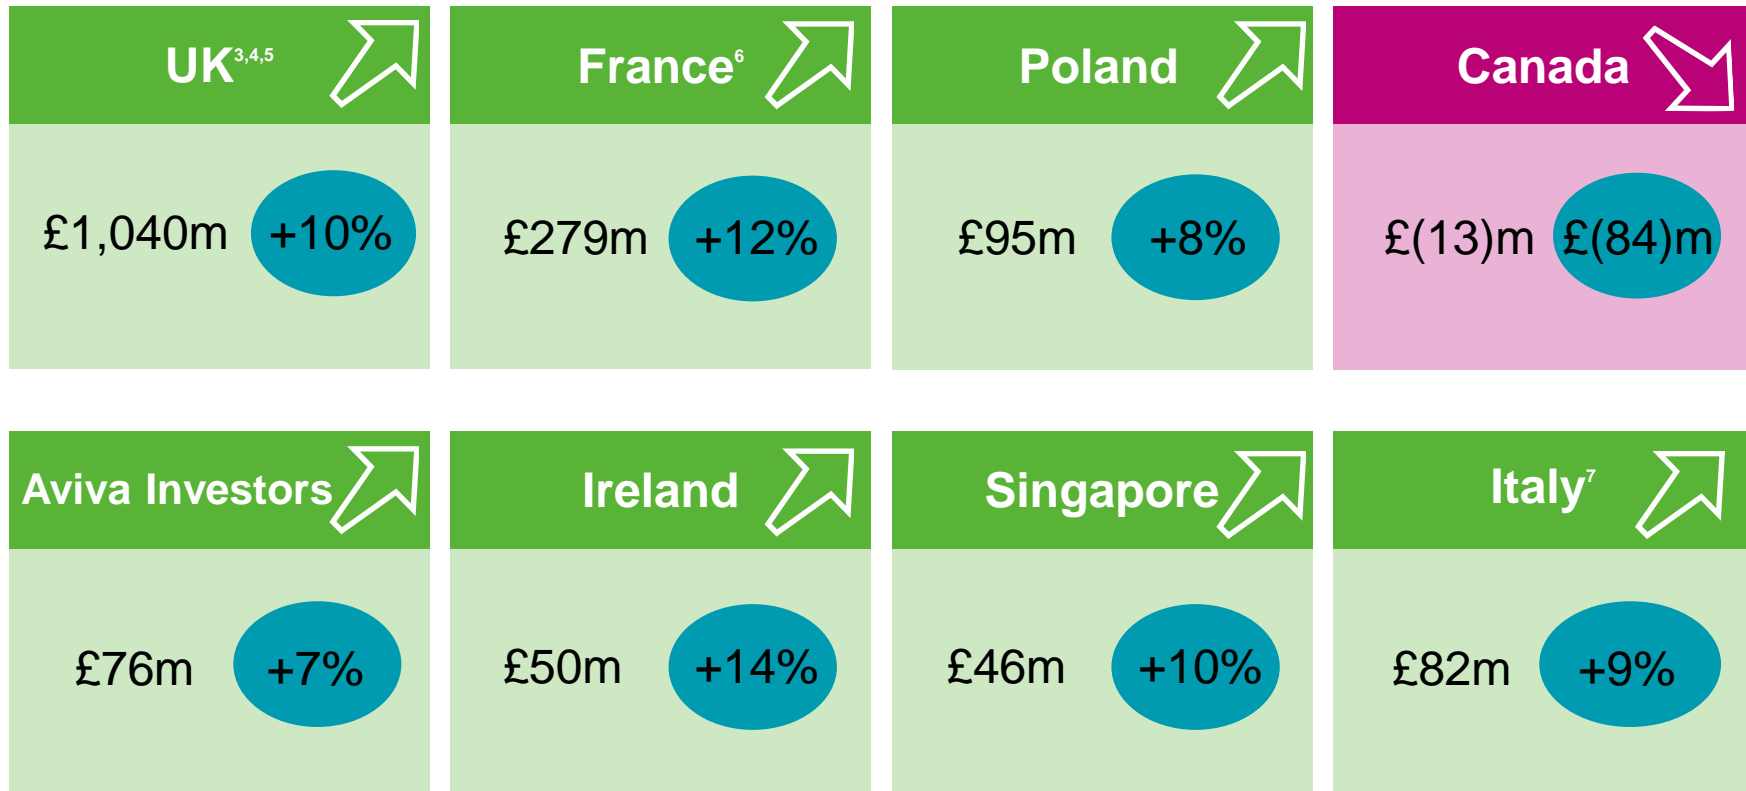 UK3,4,5
France6
Poland
Canada
£1,040m +10%
£279m +12%
£95m +8%
£(13)m £(84)m
Aviva Investors
Ireland
Singapore
Italy7
£76m +7%
£50m +14%
£46m +10%
£82m +9%